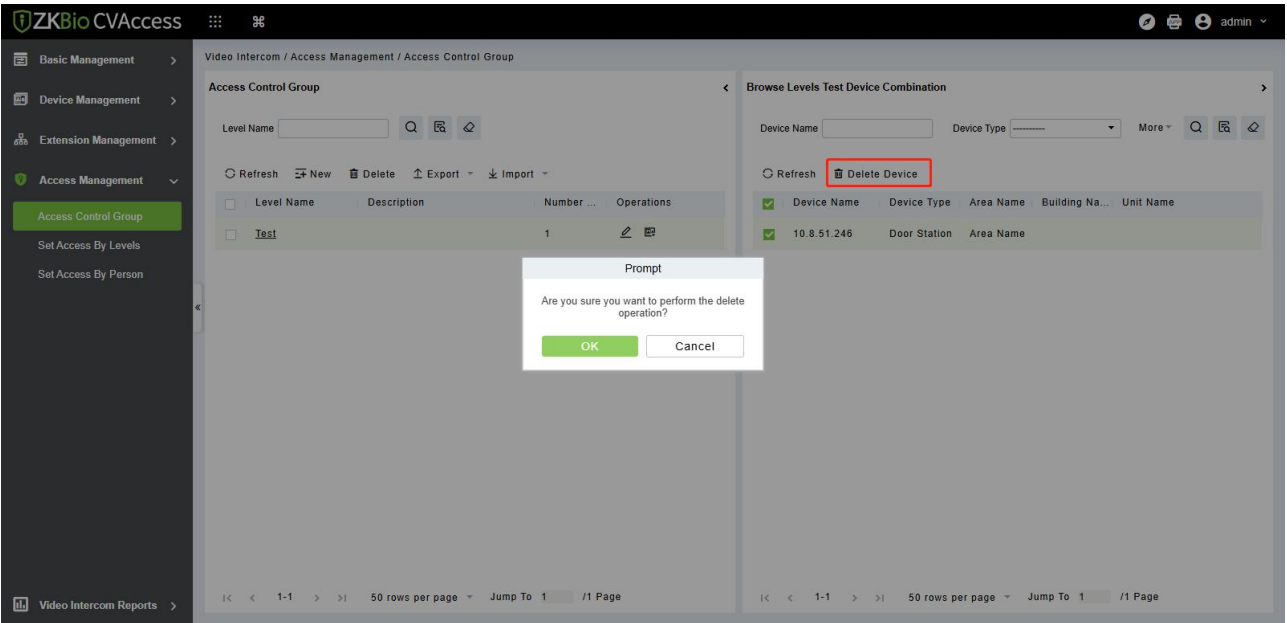 ZKBio CVAccess
admin
Basic Management
Device Management
Extension Management
Access Management
Access Control Group
Set Access By Levels
Set Access By Person
Video Intercom Reports
Video Intercom / Access Management / Access Control Group
Access Control Group
Level Name
Refresh New Delete Export Import
Level Name Description Number ... Operations
Test 1
1-1 50 rows per page Jump To 1 /1 Page
Browse Levels Test Device Combination
Device Name Device Type ---------- More
Refresh Delete Device
Device Name Device Type Area Name Building Na... Unit Name
10.8.51.246 Door Station Area Name
1-1 50 rows per page Jump To 1 /1 Page
Prompt
Are you sure you want to perform the delete
operation?
OK Cancel